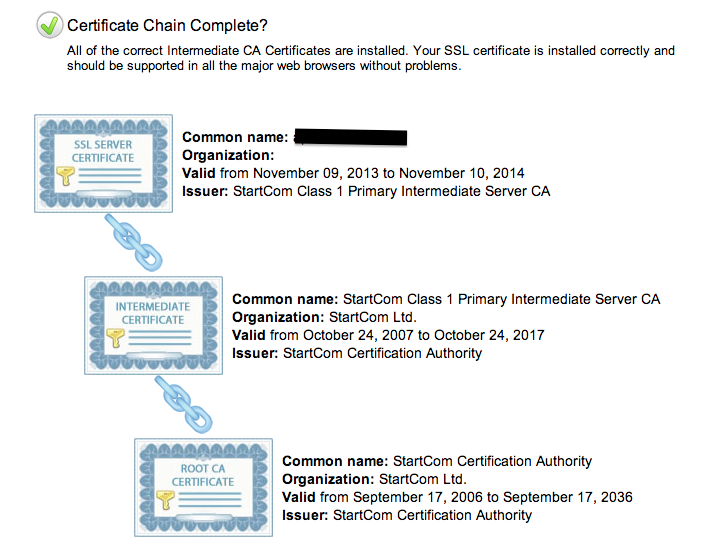 Certificate Chain Complete?
All of the correct Intermediate CA Certificates are installed. Your SSL certificate is installed correctly and
should be supported in all the major web browsers without problems.
SSL SERVER
CERTIFICATE
Common name:
Organization:
Valid from November 09, 2013 to November 10, 2014
Issuer: StartCom Class 1 Primary Intermediate Server CA
INTERMEDIATE
CERTIFICATE
Common name: StartCom Class 1 Primary Intermediate Server CA
Organization: StartCom Ltd.
Valid from October 24, 2007 to October 24, 2017
Issuer: StartCom Certification Authority
ROOT CA
CERTIFICATE
Common name: StartCom Certification Authority
Organization: StartCom Ltd.
Valid from September 17, 2006 to September 17, 2036
Issuer: StartCom Certification Authority